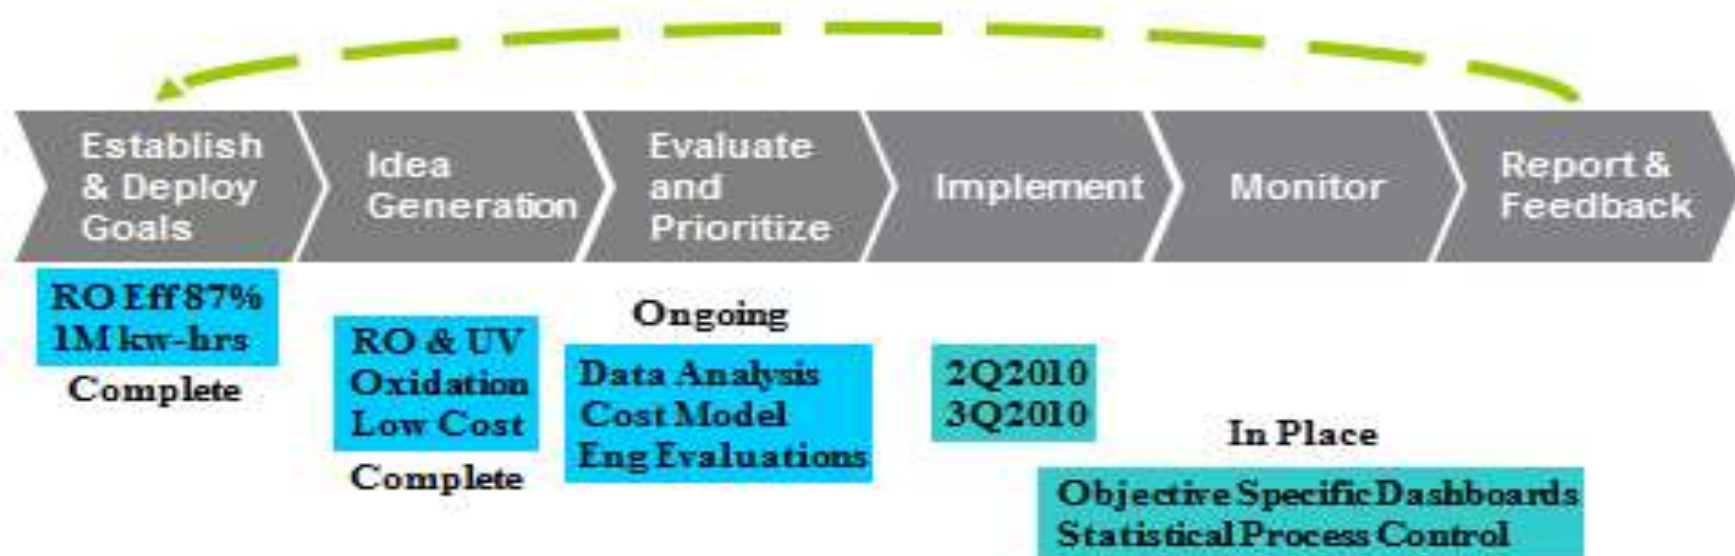 Establish
& Deploy
Goals
Idea
Generation
Evaluate
and
Prioritize
Implement
Monitor
Report &
Feedback
RO Eff 87%
1M kw-hrs
Complete
RO & UV
Oxidation
Low Cost
Complete
Ongoing
Data Analysis
Cost Model
Eng Evaluations
2Q2010
3Q2010
In Place
Objective Specific Dashboards
Statistical Process Control